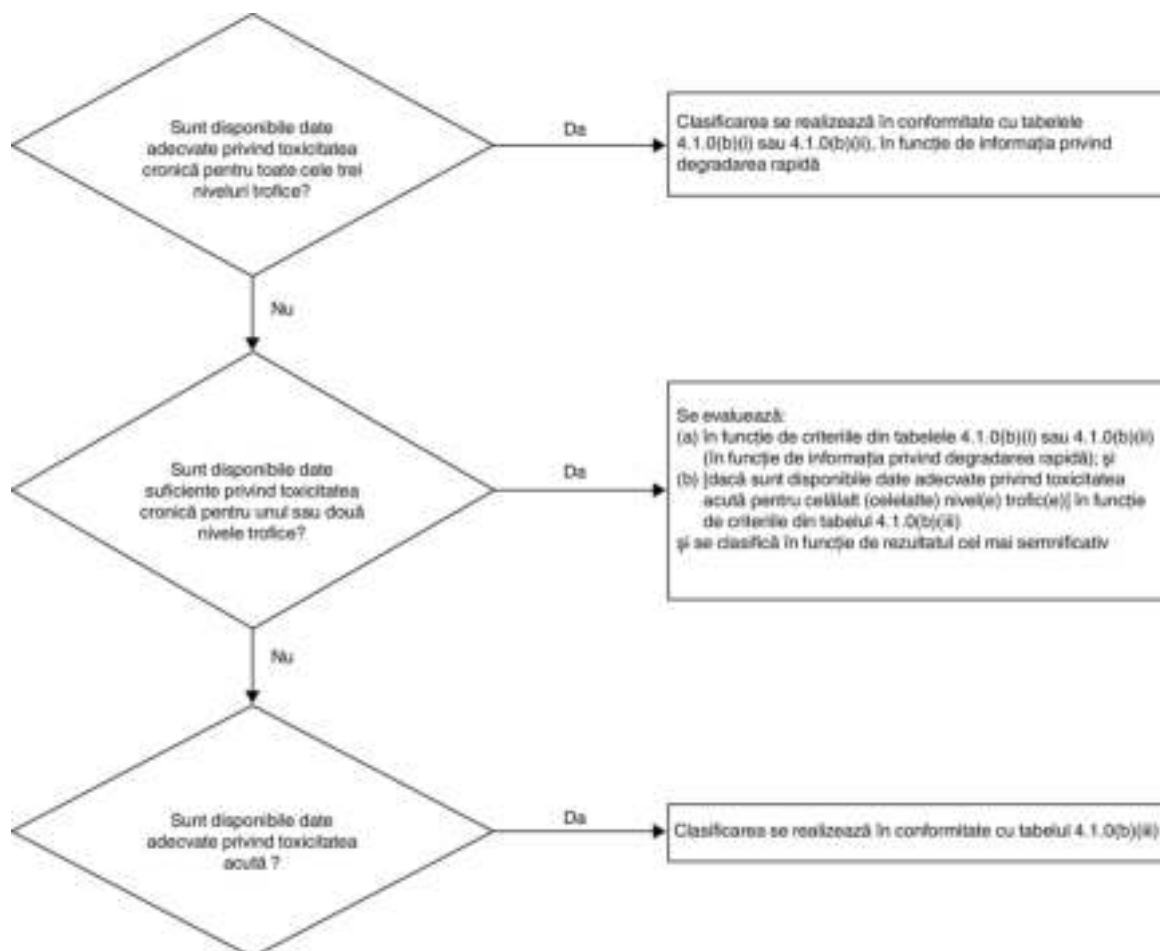 Sunt disponibile date
adecvate privind toxicitatea
cronică pentru toate cele trei
niveluri trofice?
Da
Clasificarea se realizează în conformitate cu tabelele
4.1.0(b)(i) sau 4.1.0(b)(ii), în funcție de informația privind
degradarea rapidă
Nu
Sunt disponibile date
suficiente privind toxicitatea
cronică pentru unul sau două
nivele trofice?
Da
Se evaluează:
(a) în funcție de criteriile din tabelele 4.1.0(b)(i) sau 4.1.0(b)(ii)
(în funcție de informația privind degradarea rapidă); și
(b) [dacă sunt disponibile date adecvate privind toxicitatea
acută pentru celălalt (celelalte) nivel(e) trofic(e)] în funcție
de criteriile din tabelul 4.1.0(b)(iii)
și se clasifică în funcție de rezultatul cel mai semnificativ
Nu
Sunt disponibile date
adecvate privind toxicitatea
acută ?
Da
Clasificarea se realizează în conformitate cu tabelul 4.1.0(b)(iii)